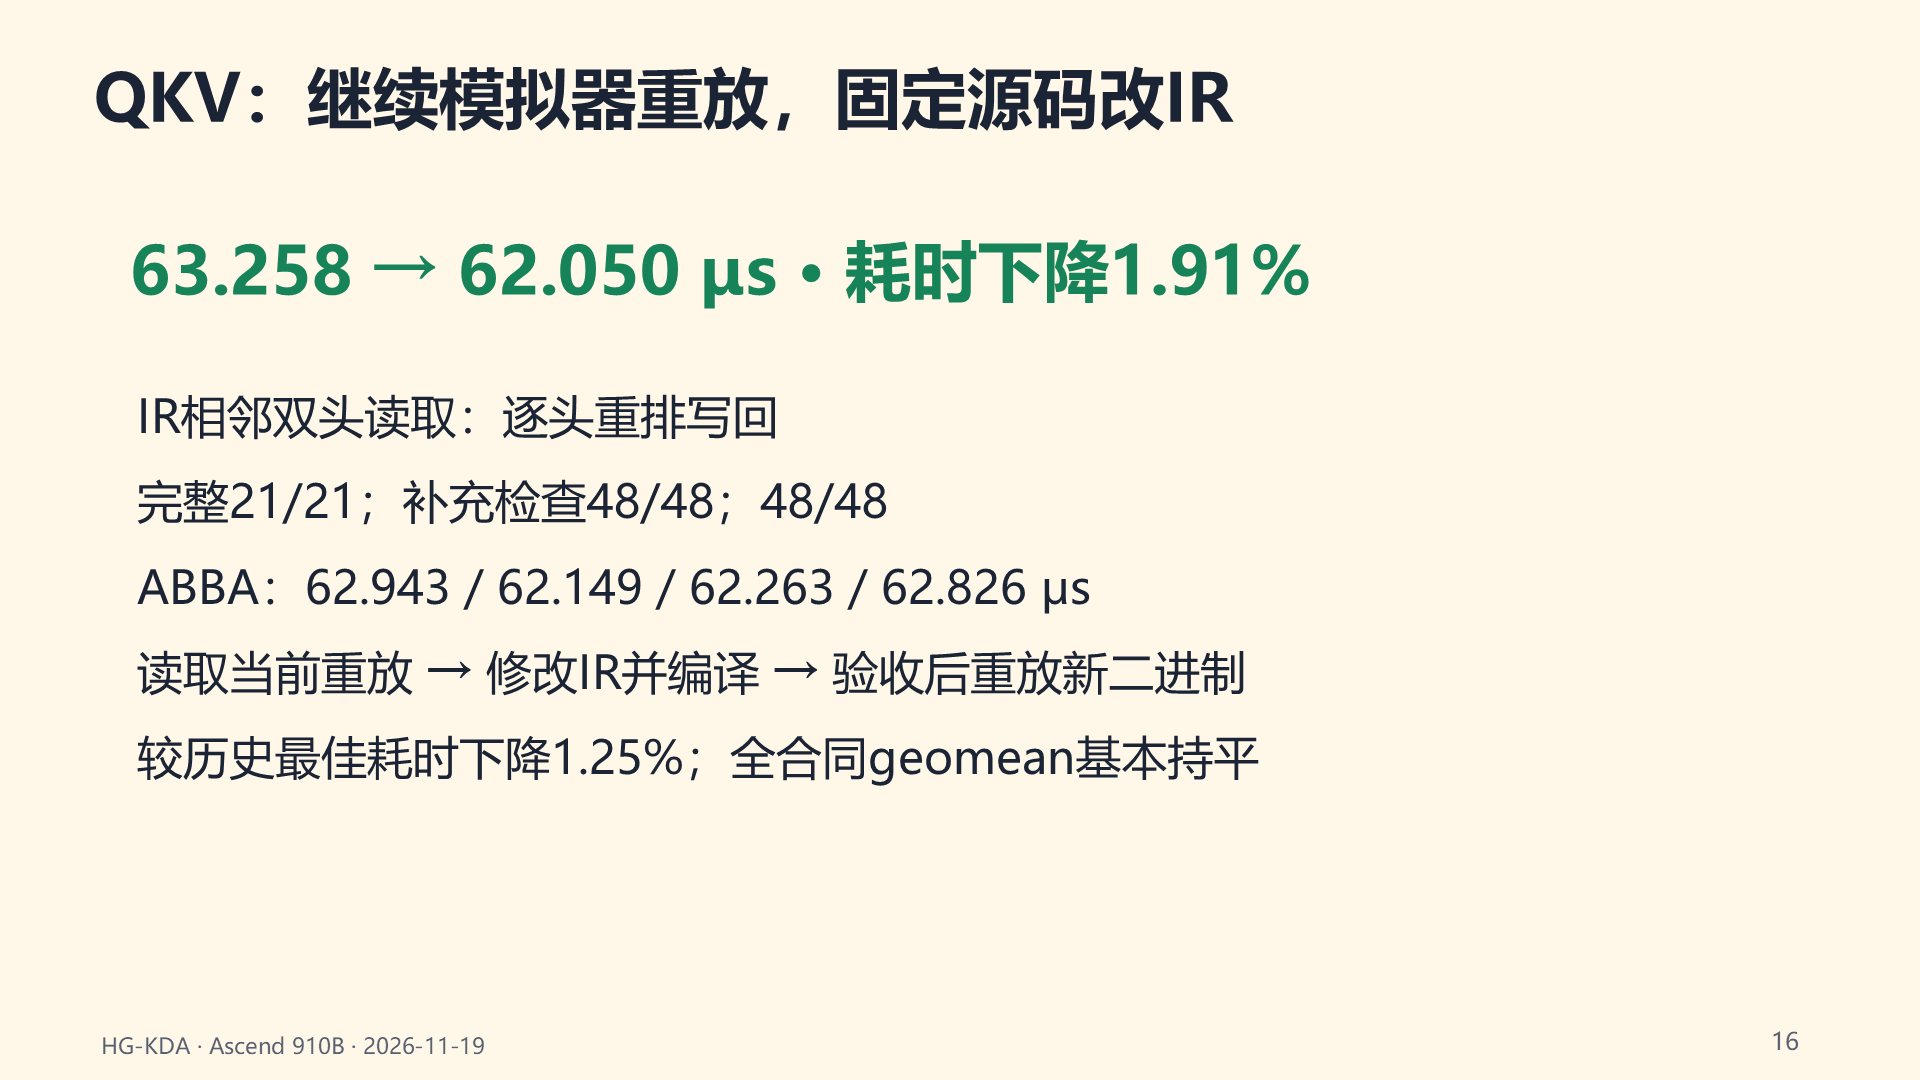 QKV：继续模拟器重放，固定源码改IR
63.258 → 62.050 μs · 耗时下降1.91%
IR相邻双头读取：逐头重排写回
完整21/21；补充检查48/48；48/48
ABBA：62.943 / 62.149 / 62.263 / 62.826 μs
读取当前重放 → 修改IR并编译 → 验收后重放新二进制
较历史最佳耗时下降1.25%；全合同geomean基本持平
HG-KDA · Ascend 910B · 2026-11-19
16